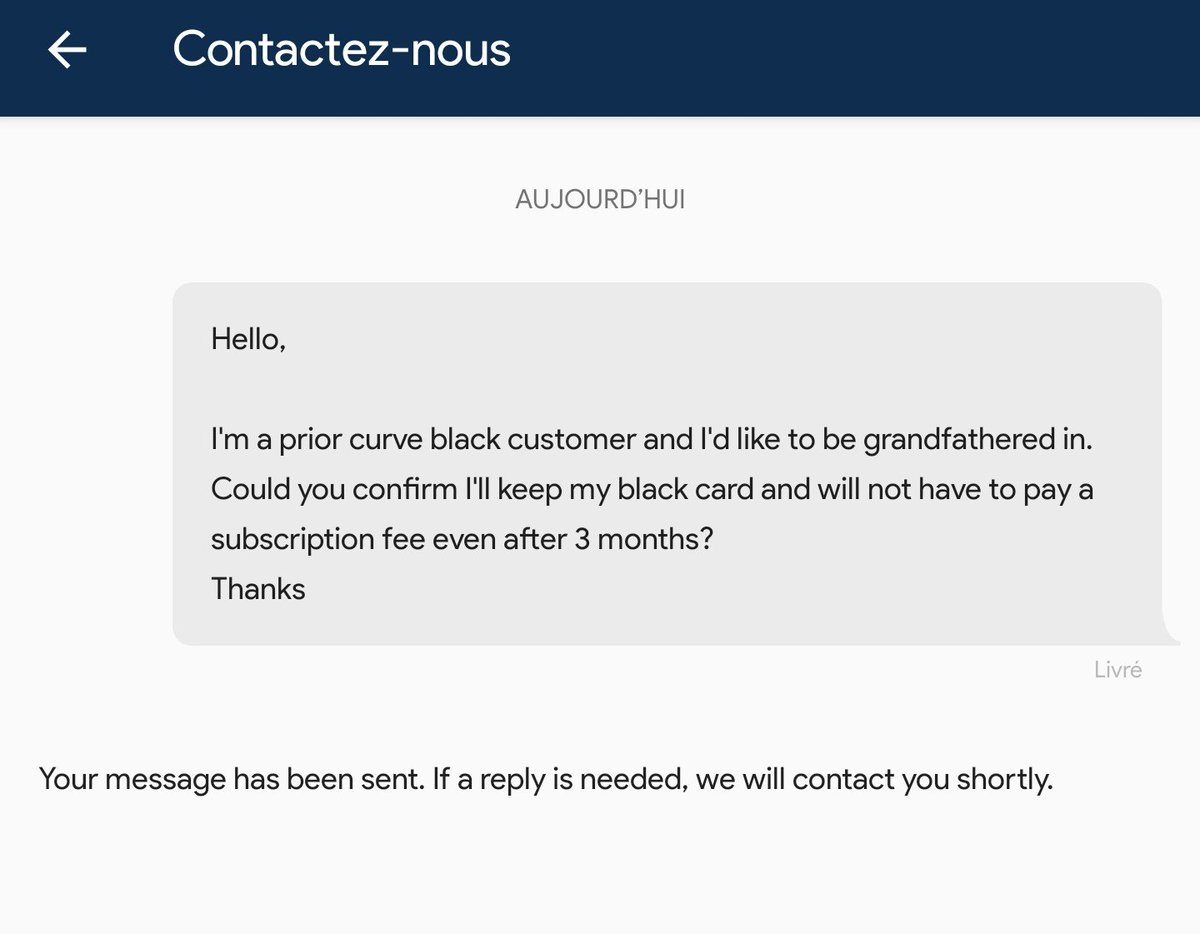 Contactez-nous
AUJOURD’HUI
Hello,
I'm a prior curve black customer and I'd like to be grandfathered in.
Could you confirm I'll keep my black card and will not have to pay a
subscription fee even after 3 months?
Thanks
Livré
Your message has been sent. If a reply is needed, we will contact you shortly.